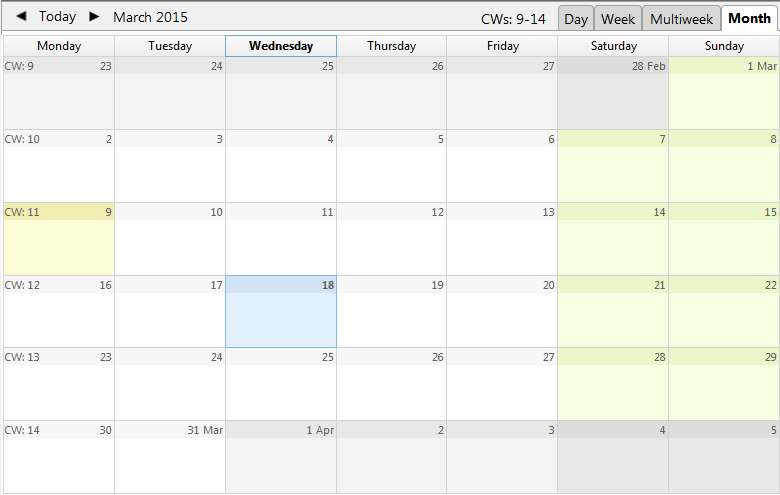 Today March 2015 CWs: 9-14 Day Week Multiweek Month
Monday Tuesday Wednesday Thursday Friday Saturday Sunday
CW: 9 23 24 25 26 27 28 Feb 1 Mar
CW: 10 2 3 4 5 6 7 8
CW: 11 9 10 11 12 13 14 15
CW: 12 16 17 18 19 20 21 22
CW: 13 23 24 25 26 27 28 29
CW: 14 30 31 Mar 1 Apr 2 3 4 5